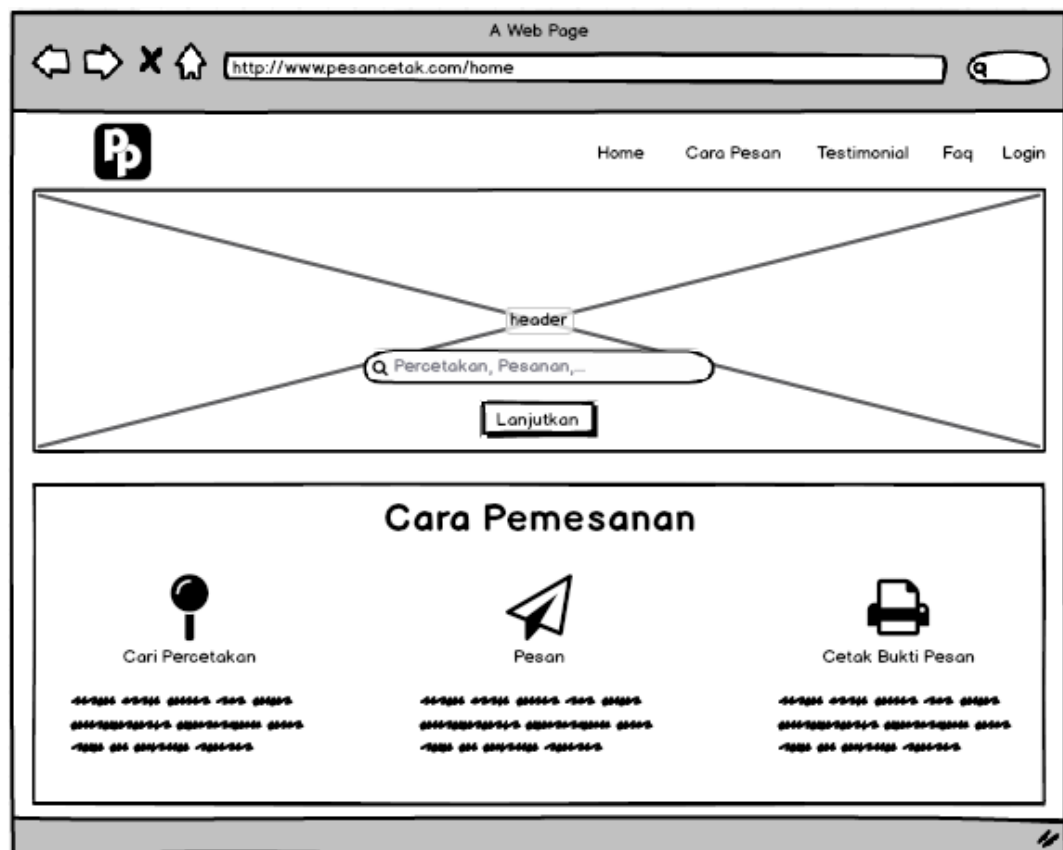 A Web Page
http://www.pesancetak.com/home
Pp
Home Cara Pesan Testimonial Faq Login
header
Percetakan, Pesanan,...
Lanjutkan
Cara Pemesanan
Cari Percetakan Pesan Cetak Bukti Pesan